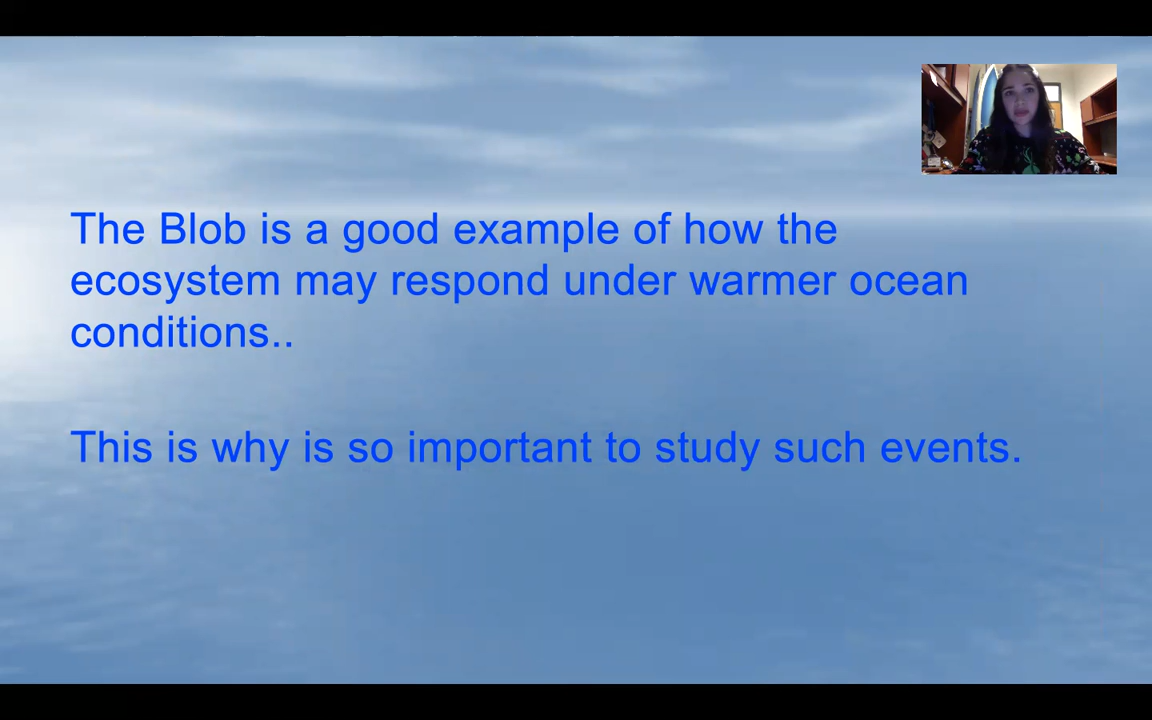 The Blob is a good example of how the
ecosystem may respond under warmer ocean
conditions..
This is why is so important to study such events.